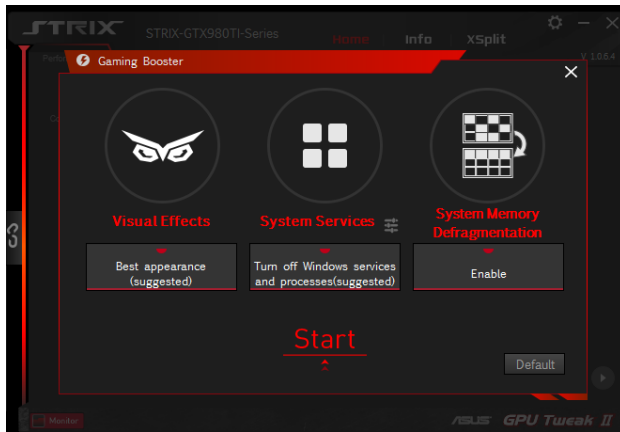 STRIX
STRIX-GTX980TI-Series
Home
Info
XSplit
V 1.0.6.4
Gaming Booster
Visual Effects
System Services
System Memory
Defragmentation
Best appearance
(suggested)
Turn off Windows services
and processes(suggested)
Enable
Start
Default
Monitor
ASUS GPU Tweak II